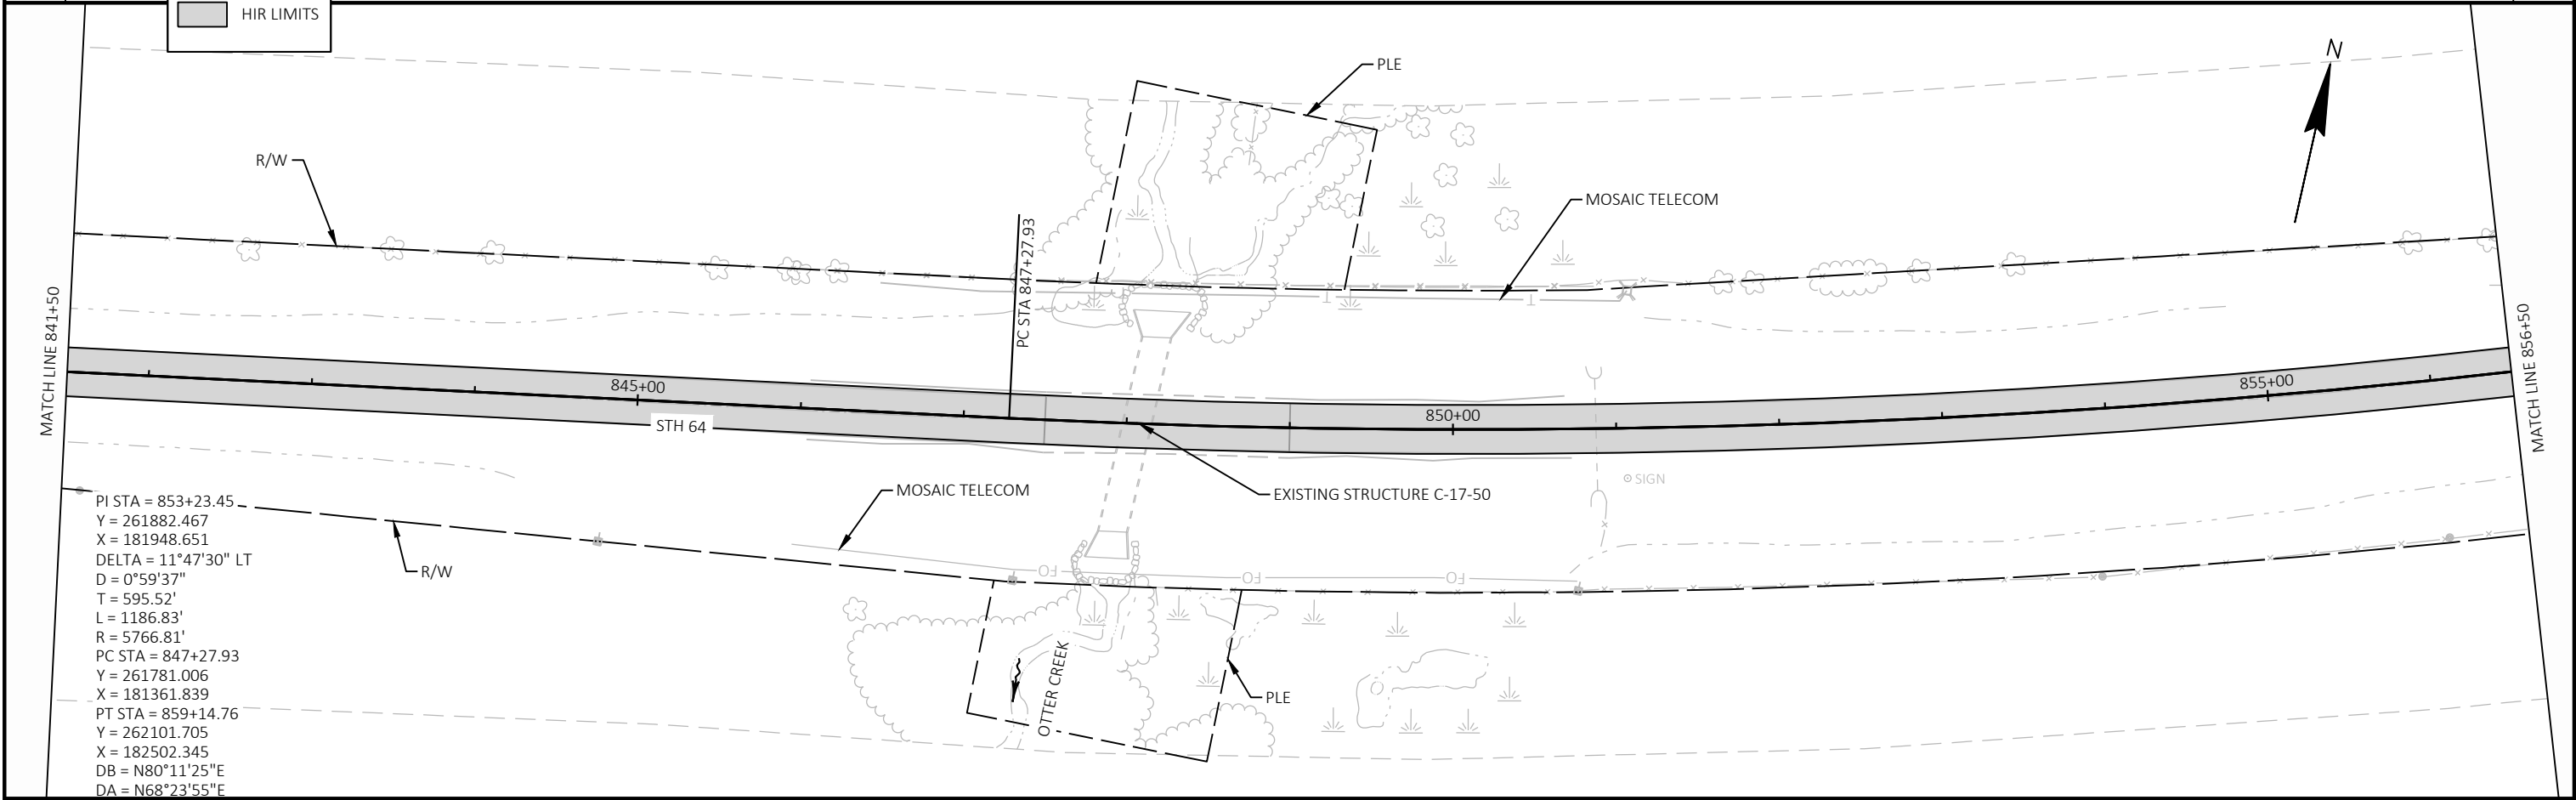 HIR LIMITS
N
PLE
R/W
MOSAIC TELECOM
PC STA 847+27.93
MATCH LINE 841+50
MATCH LINE 856+50
845+00
850+00
855+00
STH 64
MOSAIC TELECOM
EXISTING STRUCTURE C-17-50
SIGN
R/W
FO
FO
FO
OTTER CREEK
PLE
PI STA = 853+23.45
Y = 261882.467
X = 181948.651
DELTA = 11°47'30" LT
D = 0°59'37"
T = 595.52'
L = 1186.83'
R = 5766.81'
PC STA = 847+27.93
Y = 261781.006
X = 181361.839
PT STA = 859+14.76
Y = 262101.705
X = 182502.345
DB = N80°11'25"E
DA = N68°23'55"E